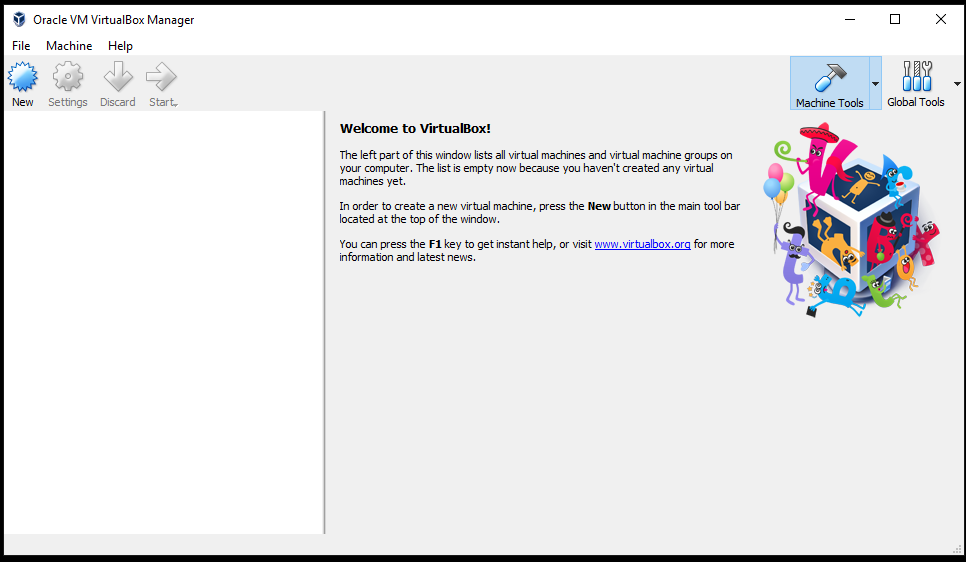 Oracle VM VirtualBox Manager
File Machine Help
New Settings Discard Start
Machine Tools Global Tools
Welcome to VirtualBox!
The left part of this window lists all virtual machines and virtual machine groups on
your computer. The list is empty now because you haven't created any virtual
machines yet.
In order to create a new virtual machine, press the New button in the main tool bar
located at the top of the window.
You can press the F1 key to get instant help, or visit www.virtualbox.org for more
information and latest news.